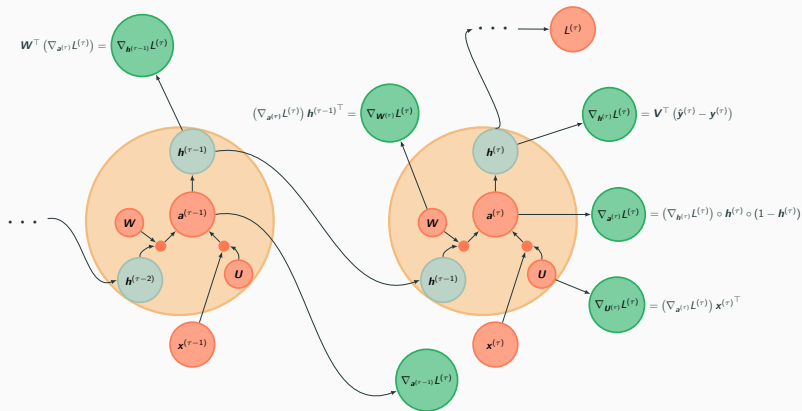 L^(τ)
W^⊤ (∇_{a^(τ)} L^(τ)) = ∇_{h^(τ−1)} L^(τ)
(∇_{a^(τ)} L^(τ)) h^(τ−1)^⊤ = ∇_{W^(τ)} L^(τ)
∇_{h^(τ)} L^(τ) = V^⊤ (ŷ^(τ) − y^(τ))
h^(τ−1)
h^(τ)
W
a^(τ−1)
W
a^(τ)
∇_{a^(τ)} L^(τ) = (∇_{h^(τ)} L^(τ)) ∘ h^(τ) ∘ (1 − h^(τ))
· · ·
h^(τ−2)
U
h^(τ−1)
U
∇_{U^(τ)} L^(τ) = (∇_{a^(τ)} L^(τ)) x^(τ)^⊤
x^(τ−1)
x^(τ)
∇_{a^(τ−1)} L^(τ)